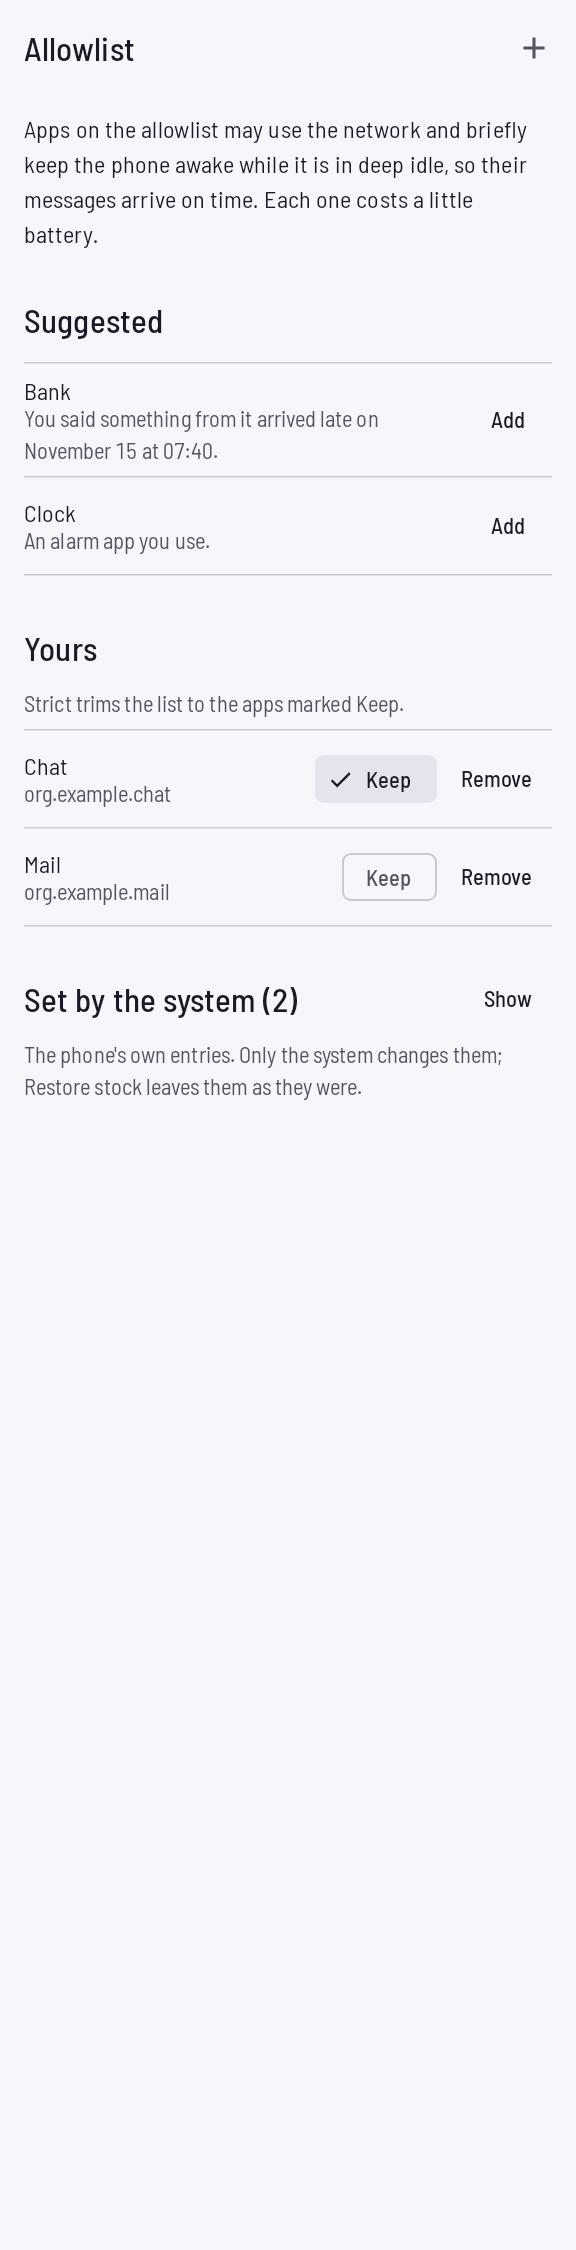 Allowlist
Apps on the allowlist may use the network and briefly
keep the phone awake while it is in deep idle, so their
messages arrive on time. Each one costs a little
battery.
Suggested
Bank
You said something from it arrived late on
November 15 at 07:40.
Add
Clock
An alarm app you use.
Add
Yours
Strict trims the list to the apps marked Keep.
Chat
org.example.chat
Keep
Remove
Mail
org.example.mail
Keep
Remove
Set by the system (2)
Show
The phone's own entries. Only the system changes them;
Restore stock leaves them as they were.